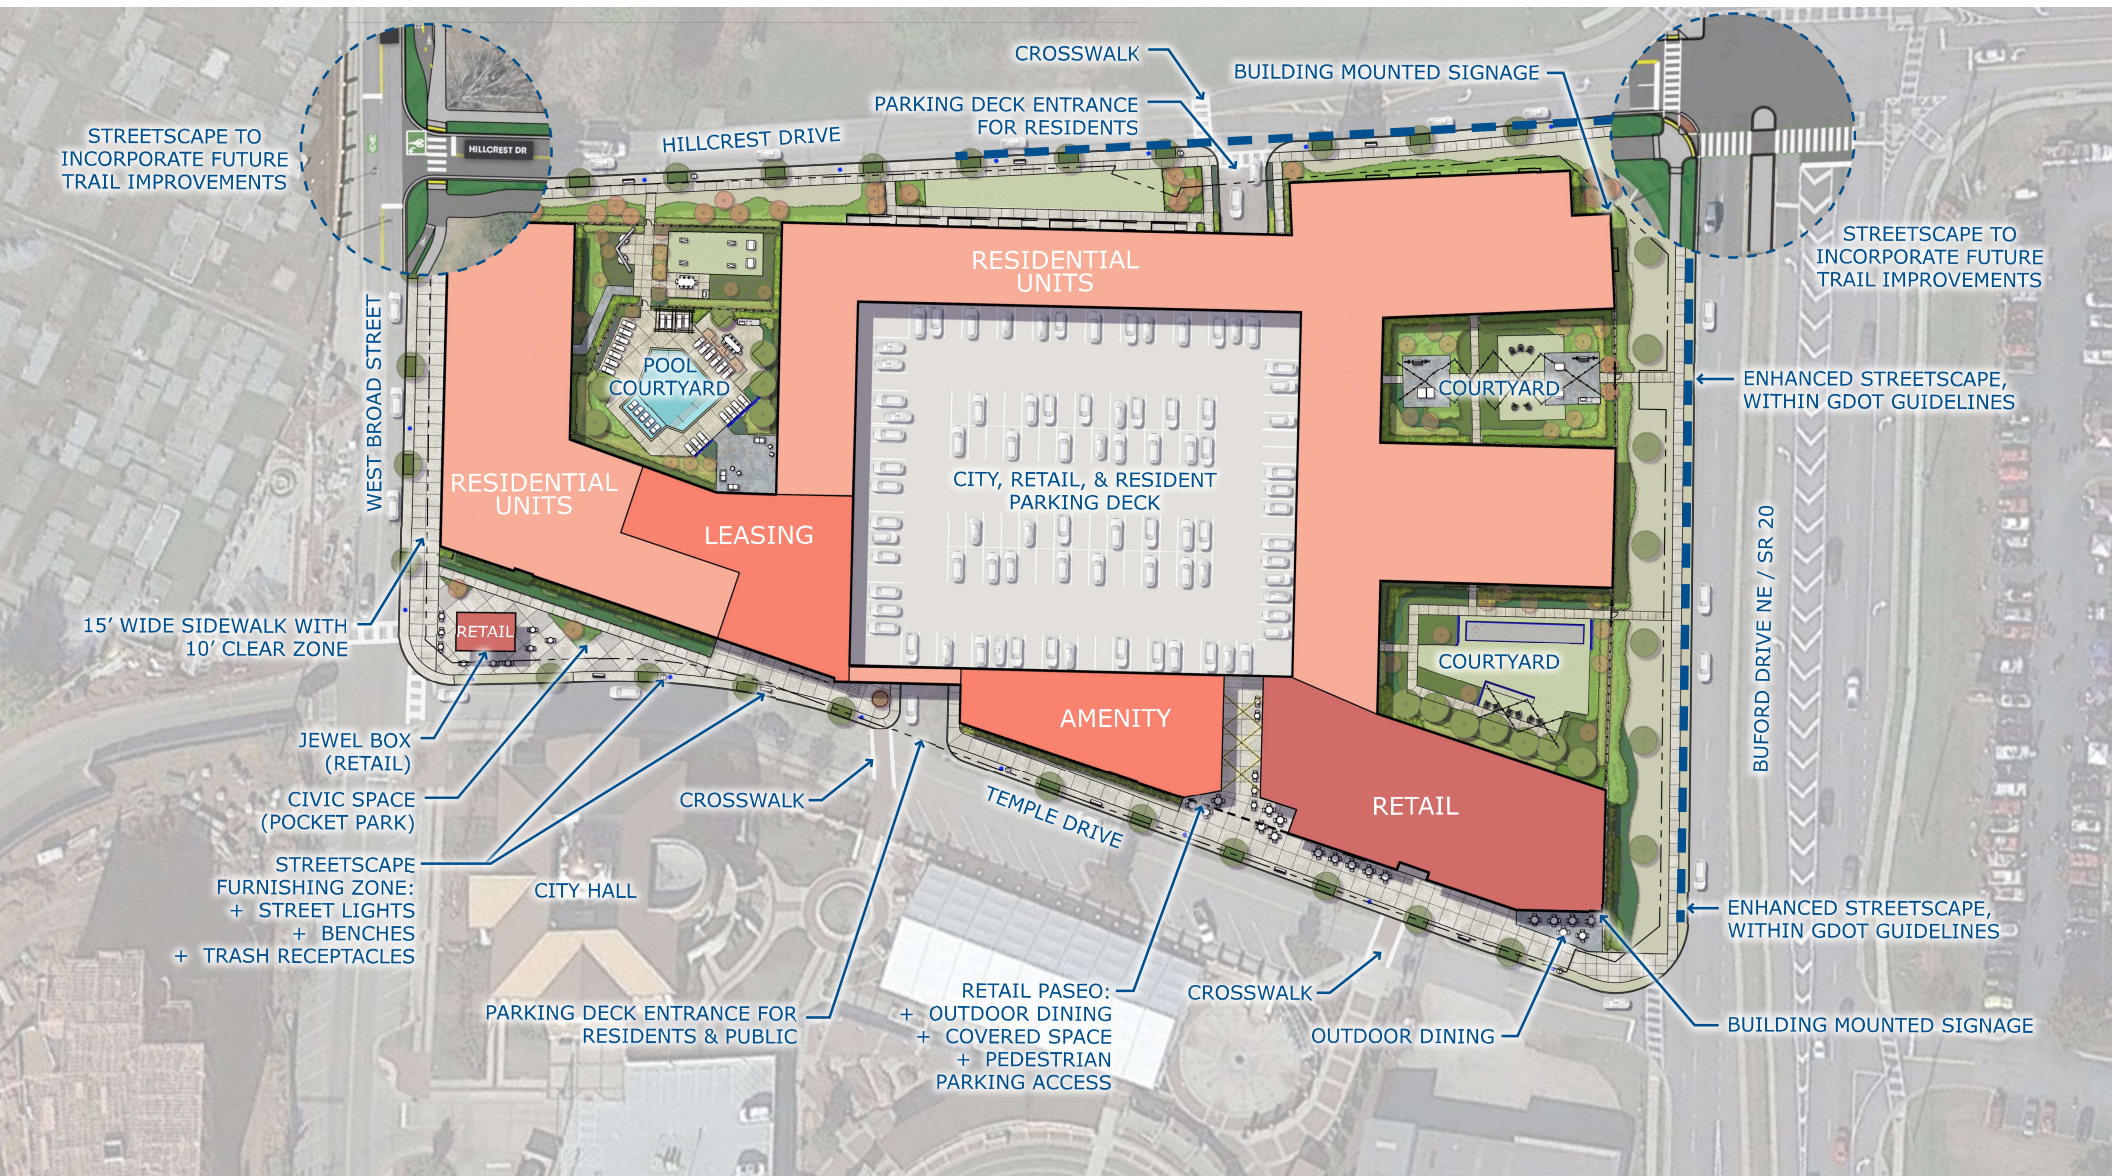 CROSSWALK
BUILDING MOUNTED SIGNAGE
PARKING DECK ENTRANCE
FOR RESIDENTS
HILLCREST DRIVE
STREETSCAPE TO
INCORPORATE FUTURE
TRAIL IMPROVEMENTS
HILLCREST DR
STREETSCAPE TO
INCORPORATE FUTURE
TRAIL IMPROVEMENTS
RESIDENTIAL
UNITS
WEST BROAD STREET
POOL
COURTYARD
COURTYARD
ENHANCED STREETSCAPE,
WITHIN GDOT GUIDELINES
RESIDENTIAL
UNITS
CITY, RETAIL, & RESIDENT
PARKING DECK
LEASING
BUFORD DRIVE NE / SR 20
15’ WIDE SIDEWALK WITH
10’ CLEAR ZONE
RETAIL
COURTYARD
AMENITY
JEWEL BOX
(RETAIL)
CIVIC SPACE
(POCKET PARK)
CROSSWALK
TEMPLE DRIVE
RETAIL
STREETSCAPE
FURNISHING ZONE:
+ STREET LIGHTS
+ BENCHES
+ TRASH RECEPTACLES
CITY HALL
ENHANCED STREETSCAPE,
WITHIN GDOT GUIDELINES
PARKING DECK ENTRANCE FOR
RESIDENTS & PUBLIC
RETAIL PASEO:
+ OUTDOOR DINING
+ COVERED SPACE
+ PEDESTRIAN
PARKING ACCESS
CROSSWALK
OUTDOOR DINING
BUILDING MOUNTED SIGNAGE